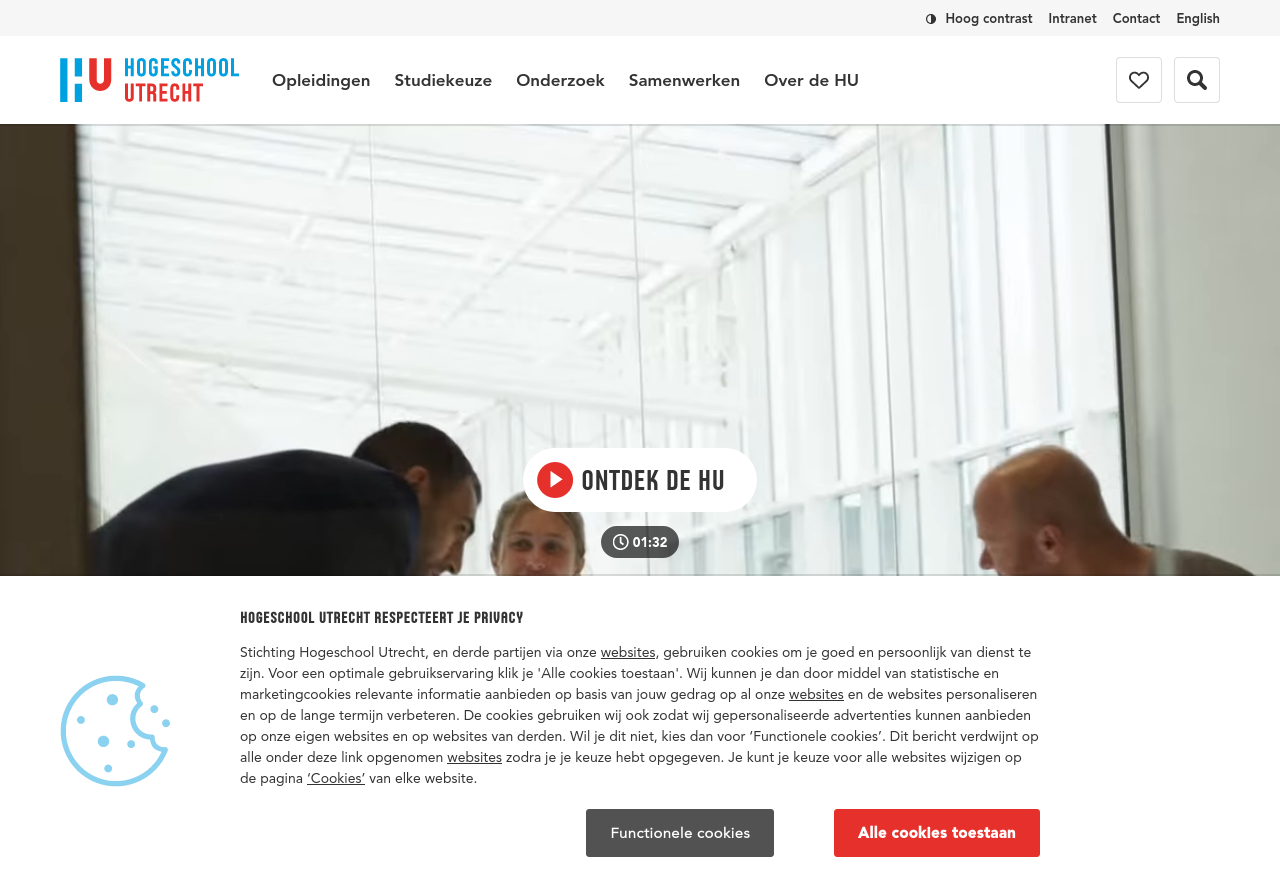 Hoog contrast Intranet Contact English
HOGESCHOOL
UTRECHT
Opleidingen Studiekeuze Onderzoek Samenwerken Over de HU
ONTDEK DE HU
01:32
HOGESCHOOL UTRECHT RESPECTEERT JE PRIVACY
Stichting Hogeschool Utrecht, en derde partijen via onze websites, gebruiken cookies om je goed en persoonlijk van dienst te
zijn. Voor een optimale gebruikservaring klik je 'Alle cookies toestaan'. Wij kunnen je dan door middel van statistische en
marketingcookies relevante informatie aanbieden op basis van jouw gedrag op al onze websites en de websites personaliseren
en op de lange termijn verbeteren. De cookies gebruiken wij ook zodat wij gepersonaliseerde advertenties kunnen aanbieden
op onze eigen websites en op websites van derden. Wil je dit niet, kies dan voor ‘Functionele cookies’. Dit bericht verdwijnt op
alle onder deze link opgenomen websites zodra je je keuze hebt opgegeven. Je kunt je keuze voor alle websites wijzigen op
de pagina ‘Cookies’ van elke website.
Functionele cookies Alle cookies toestaan